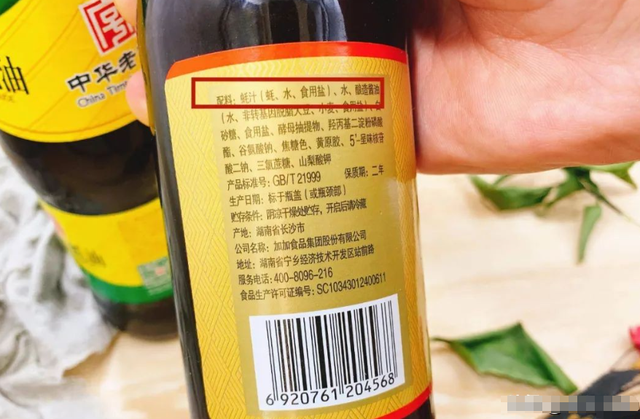 油
中华老
China Time
配料：蚝汁（蚝、水、食用盐）、水、酿造酱油
（水、非转基因脱脂大豆、小麦、食用盐）、白
砂糖、食用盐、酵母抽提物、羟丙基二淀粉磷酸
酯、谷氨酸钠、焦糖色、黄原胶、5'-呈味核苷
酸二钠、三氯蔗糖、山梨酸钾
产品标准号：GB/T 21999 保质期：二年
生产日期：标于瓶盖（或瓶颈部）
贮存条件：阴凉干燥处贮存，开启后请冷藏
产地：湖南省长沙市
公司名称：加加食品集团股份有限公司
地址：湖南省宁乡经济技术开发区站前路
服务电话：400-8096-216
食品生产许可证编号：SC10343012400611
6 920761 204568
油